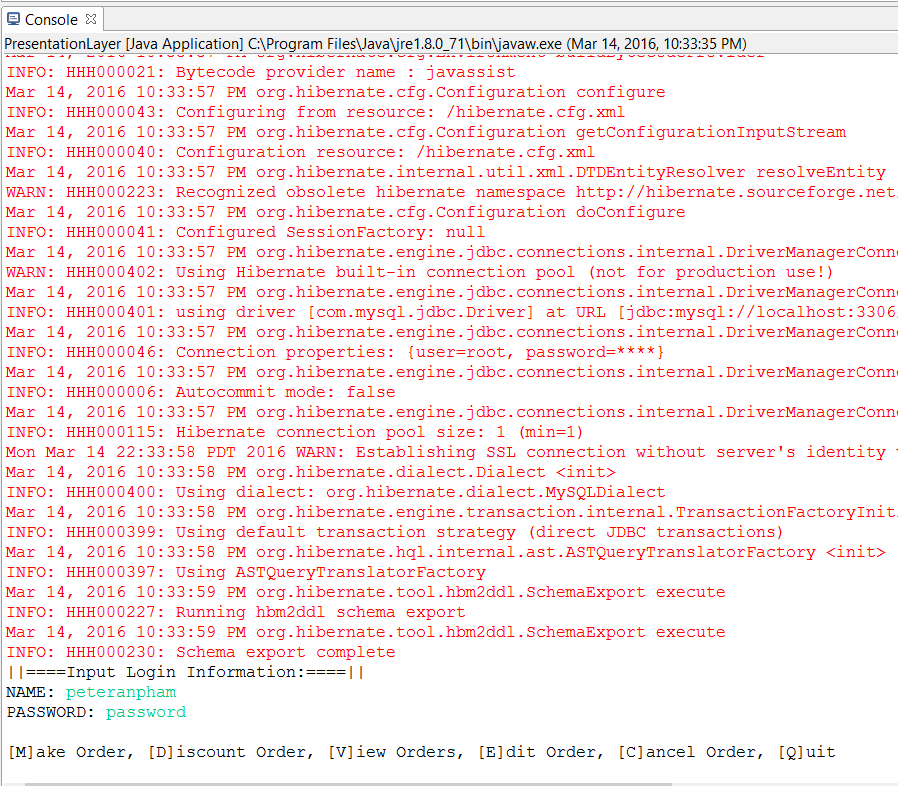 Console
PresentationLayer [Java Application] C:\Program Files\Java\jre1.8.0_71\bin\javaw.exe (Mar 14, 2016, 10:33:35 PM)
INFO: HHH000021: Bytecode provider name : javassist
Mar 14, 2016 10:33:57 PM org.hibernate.cfg.Configuration configure
INFO: HHH000043: Configuring from resource: /hibernate.cfg.xml
Mar 14, 2016 10:33:57 PM org.hibernate.cfg.Configuration getConfigurationInputStream
INFO: HHH000040: Configuration resource: /hibernate.cfg.xml
Mar 14, 2016 10:33:57 PM org.hibernate.internal.util.xml.DTDEntityResolver resolveEntity
WARN: HHH000223: Recognized obsolete hibernate namespace http://hibernate.sourceforge.net
Mar 14, 2016 10:33:57 PM org.hibernate.cfg.Configuration doConfigure
INFO: HHH000041: Configured SessionFactory: null
Mar 14, 2016 10:33:57 PM org.hibernate.engine.jdbc.connections.internal.DriverManagerConne
WARN: HHH000402: Using Hibernate built-in connection pool (not for production use!)
Mar 14, 2016 10:33:57 PM org.hibernate.engine.jdbc.connections.internal.DriverManagerConne
INFO: HHH000401: using driver [com.mysql.jdbc.Driver] at URL [jdbc:mysql://localhost:3306
Mar 14, 2016 10:33:57 PM org.hibernate.engine.jdbc.connections.internal.DriverManagerConne
INFO: HHH000046: Connection properties: {user=root, password=****}
Mar 14, 2016 10:33:57 PM org.hibernate.engine.jdbc.connections.internal.DriverManagerConne
INFO: HHH000006: Autocommit mode: false
Mar 14, 2016 10:33:57 PM org.hibernate.engine.jdbc.connections.internal.DriverManagerConne
INFO: HHH000115: Hibernate connection pool size: 1 (min=1)
Mon Mar 14 22:33:58 PDT 2016 WARN: Establishing SSL connection without server's identity
Mar 14, 2016 10:33:58 PM org.hibernate.dialect.Dialect <init>
INFO: HHH000400: Using dialect: org.hibernate.dialect.MySQLDialect
Mar 14, 2016 10:33:58 PM org.hibernate.engine.transaction.internal.TransactionFactoryInit
INFO: HHH000399: Using default transaction strategy (direct JDBC transactions)
Mar 14, 2016 10:33:58 PM org.hibernate.hql.internal.ast.ASTQueryTranslatorFactory <init>
INFO: HHH000397: Using ASTQueryTranslatorFactory
Mar 14, 2016 10:33:59 PM org.hibernate.tool.hbm2ddl.SchemaExport execute
INFO: HHH000227: Running hbm2ddl schema export
Mar 14, 2016 10:33:59 PM org.hibernate.tool.hbm2ddl.SchemaExport execute
INFO: HHH000230: Schema export complete
||====Input Login Information:====||
NAME: peteranpham
PASSWORD: password
[M]ake Order, [D]iscount Order, [V]iew Orders, [E]dit Order, [C]ancel Order, [Q]uit